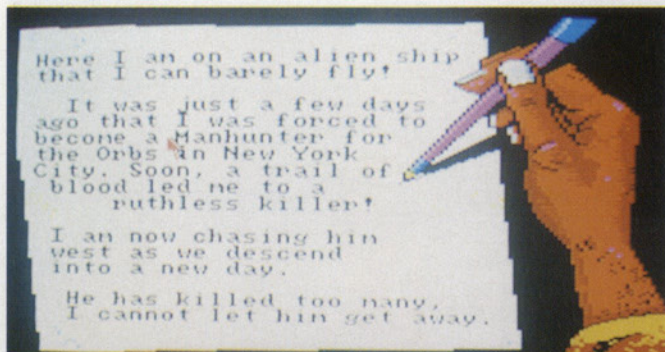 Here I am on an alien ship
that I can barely fly!
It was just a few days
ago that I was forced to
become a Manhunter for
the Orbs in New York
City. Soon, a trail of
blood led me to a
ruthless killer!
I am now chasing him
west as we descend
into a new day.
He has killed too many,
I cannot let him get away.